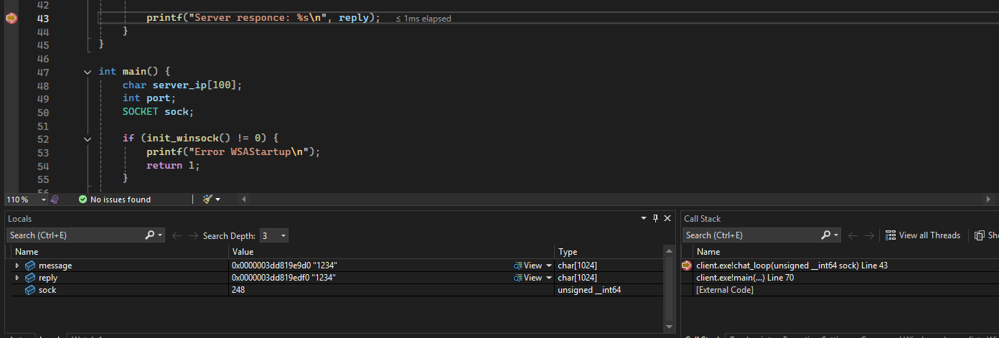 42
43 printf("Server responce: %s\n", reply); ≤ 1ms elapsed
44 }
45 }
46
47 int main() {
48 char server_ip[100];
49 int port;
50 SOCKET sock;
51
52 if (init_winsock() != 0) {
53 printf("Error WSAStartup\n");
54 return 1;
55 }
56
110 % No issues found
Locals
Search (Ctrl+E) Search Depth: 3
Name Value Type
message 0x0000003dd819e9d0 "1234" View char[1024]
reply 0x0000003dd819edf0 "1234" View char[1024]
sock 248 unsigned __int64
Call Stack
Search (Ctrl+E) View all Threads
Name
client.exe!chat_loop(unsigned __int64 sock) Line 43
client.exe!main(...) Line 70
[External Code]